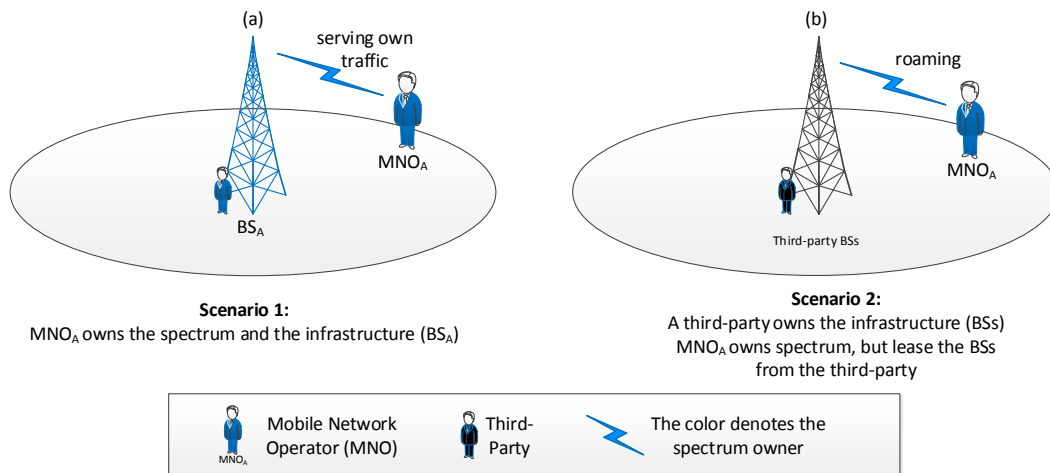 (a)
serving own
traffic
MNOA
BSA
Scenario 1:
MNOA owns the spectrum and the infrastructure (BSA)
(b)
roaming
MNOA
Third-party BSs
Scenario 2:
A third-party owns the infrastructure (BSs)
MNOA owns spectrum, but lease the BSs
from the third-party
MNOA
Mobile Network
Operator (MNO)
Third-
Party
The color denotes the
spectrum owner